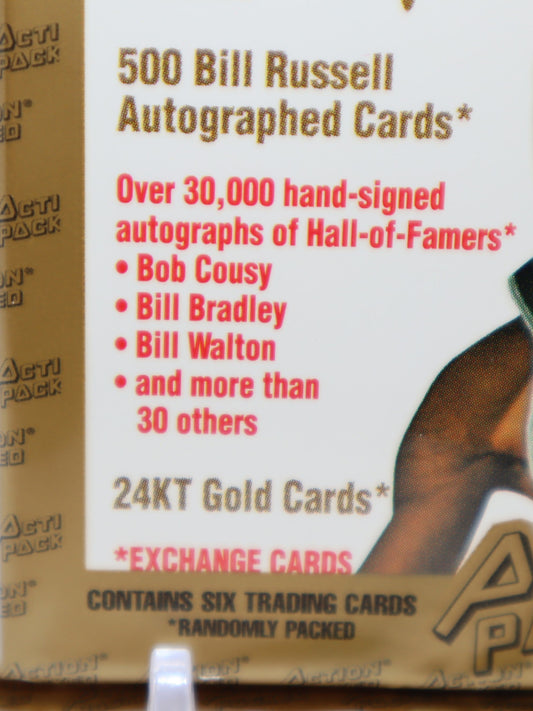 500 Bill Russell
Autographed Cards*
Over 30,000 hand-signed
autographs of Hall-of-Famers*
• Bob Cousy
• Bill Bradley
• Bill Walton
• and more than
30 others
24KT Gold Cards*
*EXCHANGE CARDS
CONTAINS SIX TRADING CARDS
*RANDOMLY PACKED
ACTION®